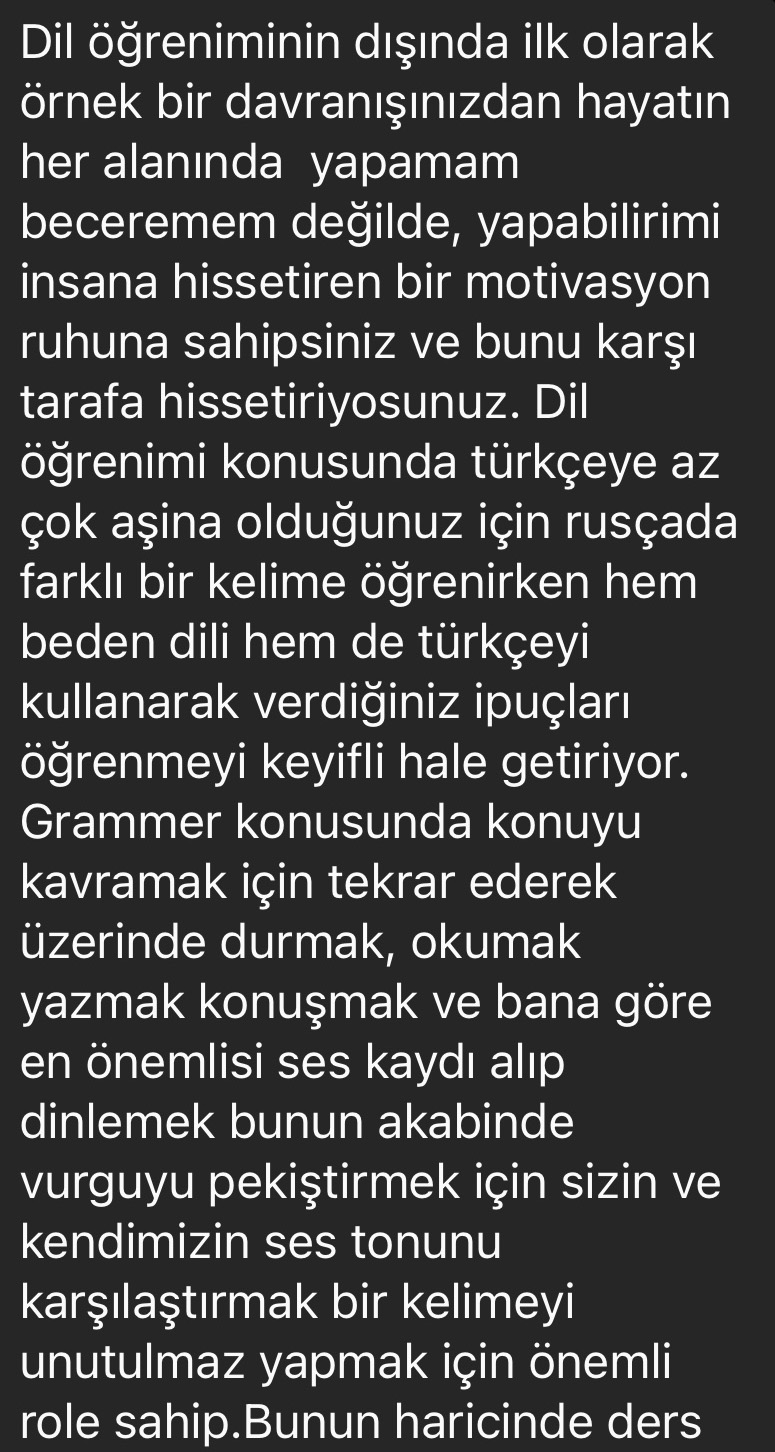 Dil öğreniminin dışında ilk olarak
örnek bir davranışınızdan hayatın
her alanında  yapamam
beceremem değilde, yapabilirimi
insana hissetiren bir motivasyon
ruhuna sahipsiniz ve bunu karşı
tarafa hissetiriyosunuz. Dil
öğrenimi konusunda türkçeye az
çok aşina olduğunuz için rusçada
farklı bir kelime öğrenirken hem
beden dili hem de türkçeyi
kullanarak verdiğiniz ipuçları
öğrenmeyi keyifli hale getiriyor.
Grammer konusunda konuyu
kavramak için tekrar ederek
üzerinde durmak, okumak
yazmak konuşmak ve bana göre
en önemlisi ses kaydı alıp
dinlemek bunun akabinde
vurguyu pekiştirmek için sizin ve
kendimizin ses tonunu
karşılaştırmak bir kelimeyi
unutulmaz yapmak için önemli
role sahip.Bunun haricinde ders